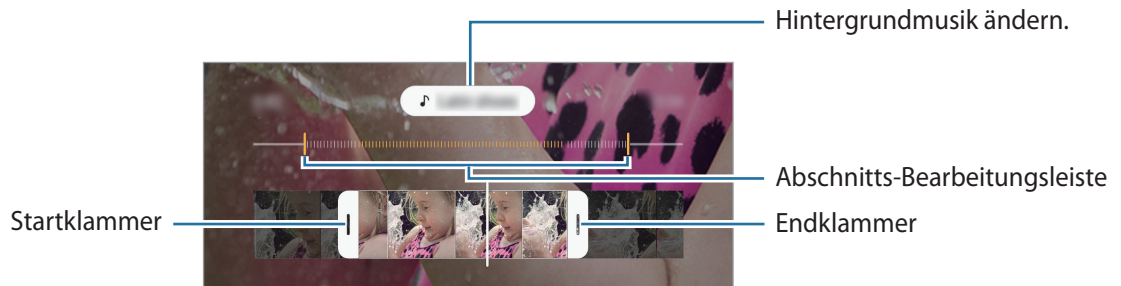 Hintergrundmusik ändern.
Abschnitts-Bearbeitungsleiste
Startklammer
Endklammer